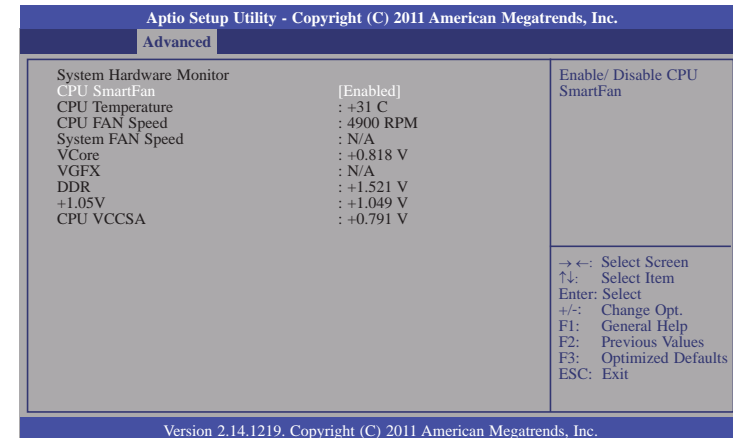 Aptio Setup Utility - Copyright (C) 2011 American Megatrends, Inc.
Advanced
System Hardware Monitor
CPU SmartFan [Enabled]
CPU Temperature : +31 C
CPU FAN Speed : 4900 RPM
System FAN Speed : N/A
VCore : +0.818 V
VGFX : N/A
DDR : +1.521 V
+1.05V : +1.049 V
CPU VCCSA : +0.791 V
Enable/ Disable CPU
SmartFan
→ ←: Select Screen
↑↓: Select Item
Enter: Select
+/-: Change Opt.
F1: General Help
F2: Previous Values
F3: Optimized Defaults
ESC: Exit
Version 2.14.1219. Copyright (C) 2011 American Megatrends, Inc.